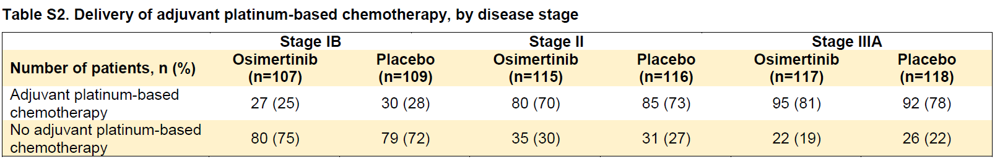 Table S2. Delivery of adjuvant platinum-based chemotherapy, by disease stage
Stage IB Stage II Stage IIIA
Number of patients, n (%) Osimertinib (n=107) Placebo (n=109) Osimertinib (n=115) Placebo (n=116) Osimertinib (n=117) Placebo (n=118)
Adjuvant platinum-based chemotherapy 27 (25) 30 (28) 80 (70) 85 (73) 95 (81) 92 (78)
No adjuvant platinum-based chemotherapy 80 (75) 79 (72) 35 (30) 31 (27) 22 (19) 26 (22)